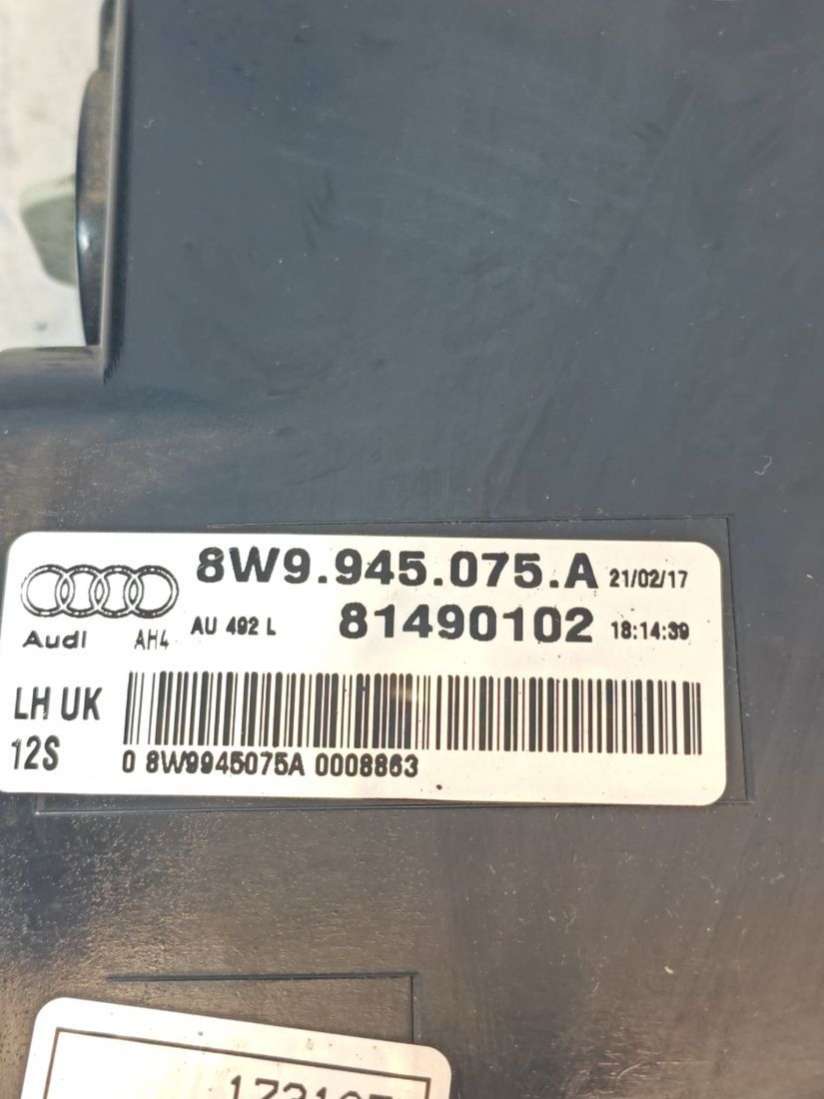 8W9.945.075.A 21/02/17
Audi AH4 AU 492 L 81490102 18:14:39
LH UK
12S
0 8W9945075A 0008863